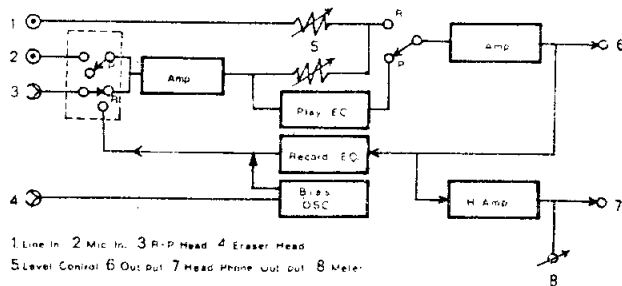 1
2
3
4
5
R
P
Amp
Amp
6
Play EC
Record EQ
Bias
OSC
H Amp
7
8
1 Line In 2 Mic In. 3 R-P Head 4 Eraser Head
5 Level Control 6 Out put 7 Head Phone Out put 8 Meter